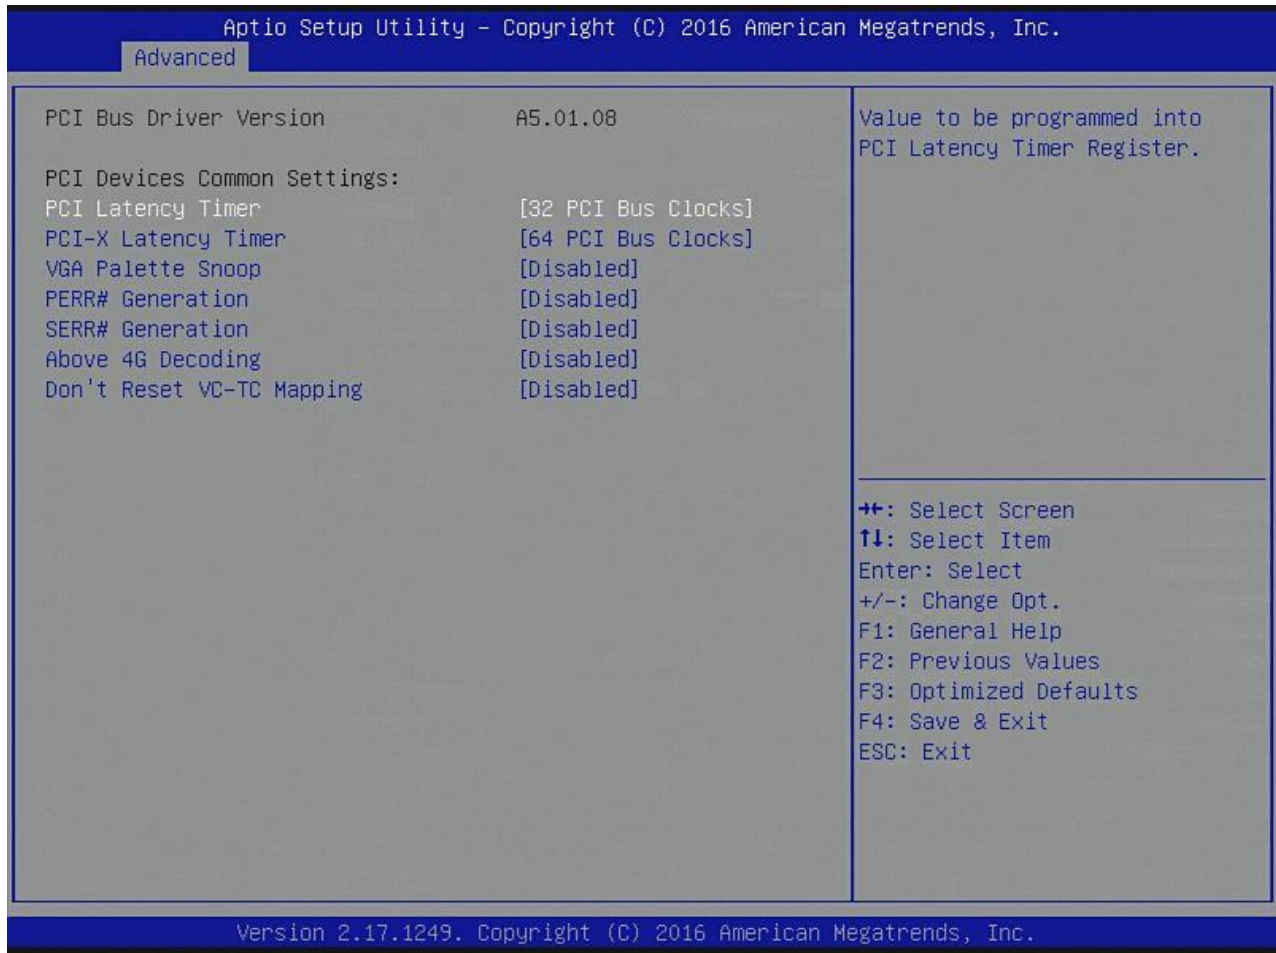 Aptio Setup Utility – Copyright (C) 2016 American Megatrends, Inc.
Advanced
PCI Bus Driver Version A5.01.08
PCI Devices Common Settings:
PCI Latency Timer [32 PCI Bus Clocks]
PCI-X Latency Timer [64 PCI Bus Clocks]
VGA Palette Snoop [Disabled]
PERR# Generation [Disabled]
SERR# Generation [Disabled]
Above 4G Decoding [Disabled]
Don't Reset VC-TC Mapping [Disabled]
Value to be programmed into
PCI Latency Timer Register.
→←: Select Screen
↑↓: Select Item
Enter: Select
+/-: Change Opt.
F1: General Help
F2: Previous Values
F3: Optimized Defaults
F4: Save & Exit
ESC: Exit
Version 2.17.1249. Copyright (C) 2016 American Megatrends, Inc.